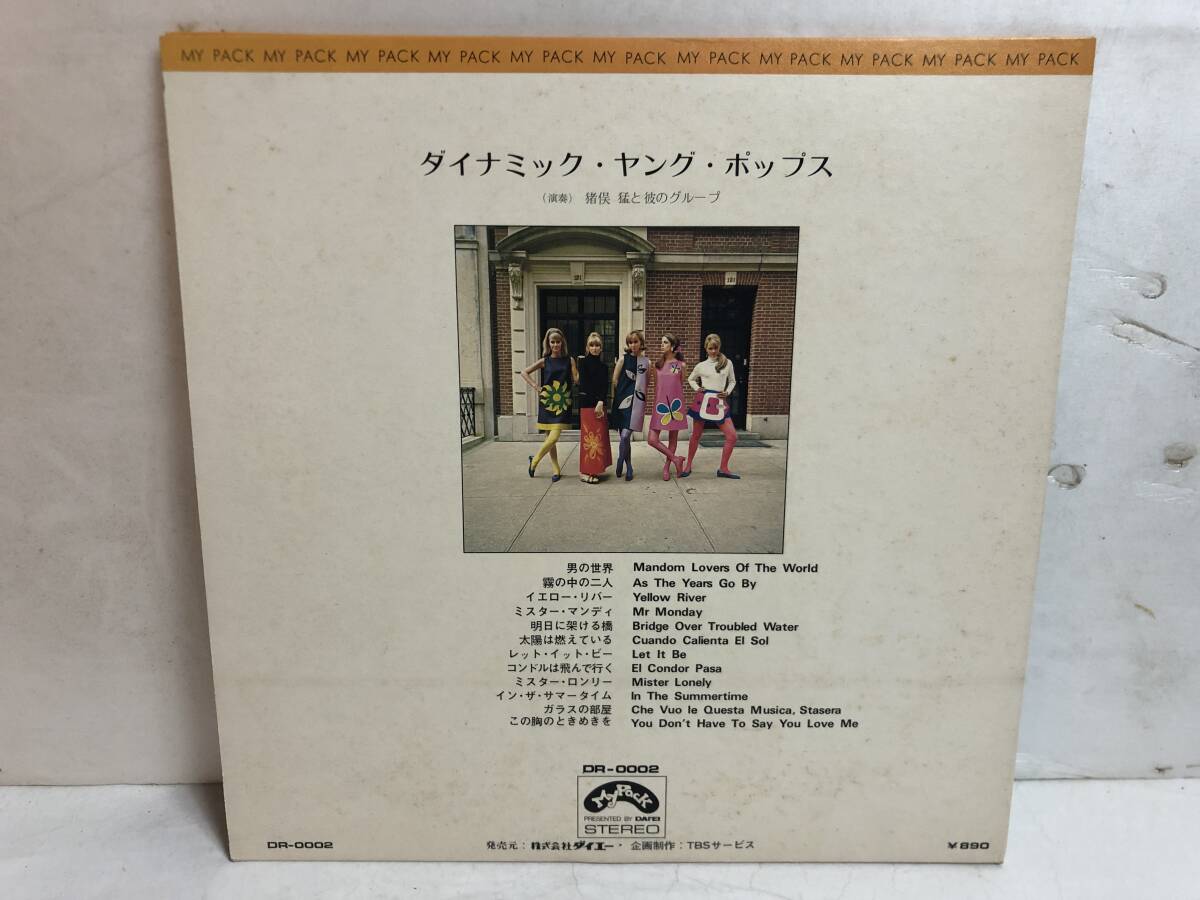 MY PACK MY PACK MY PACK MY PACK MY PACK MY PACK MY PACK MY PACK MY PACK MY PACK MY PACK
ダイナミック・ヤング・ポップス
(演奏) 猪俣 猛と彼のグループ
121
男の世界 Mandom Lovers Of The World
霧の中の二人 As The Years Go By
イエロー・リバー Yellow River
ミスター・マンディ Mr Monday
明日に架ける橋 Bridge Over Troubled Water
太陽は燃えている Cuando Calienta El Sol
レット・イット・ビー Let It Be
コンドルは飛んで行く El Condor Pasa
ミスター・ロンリー Mister Lonely
イン・ザ・サマータイム In The Summertime
ガラスの部屋 Che Vuo le Questa Musica, Stasera
この胸のときめきを You Don't Have To Say You Love Me
DR-0002
My Pack
PRESENTED BY DAIEI
STEREO
DR-0002 発売元:株式会社ダイエー・ 企画制作:TBSサービス ¥890